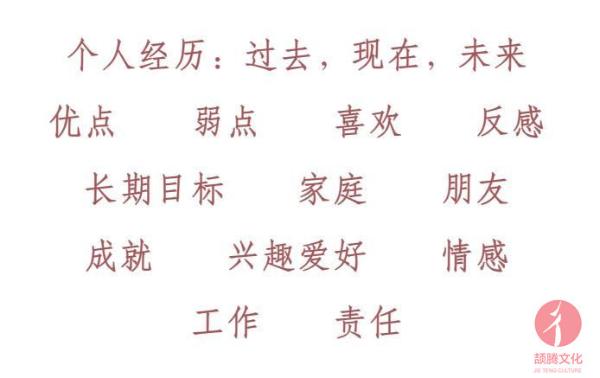 个人经历：过去，现在，未来
优点 弱点 喜欢 反感
长期目标 家庭 朋友
成就 兴趣爱好 情感
工作 责任
颉腾文化
JIE TENG CULTURE